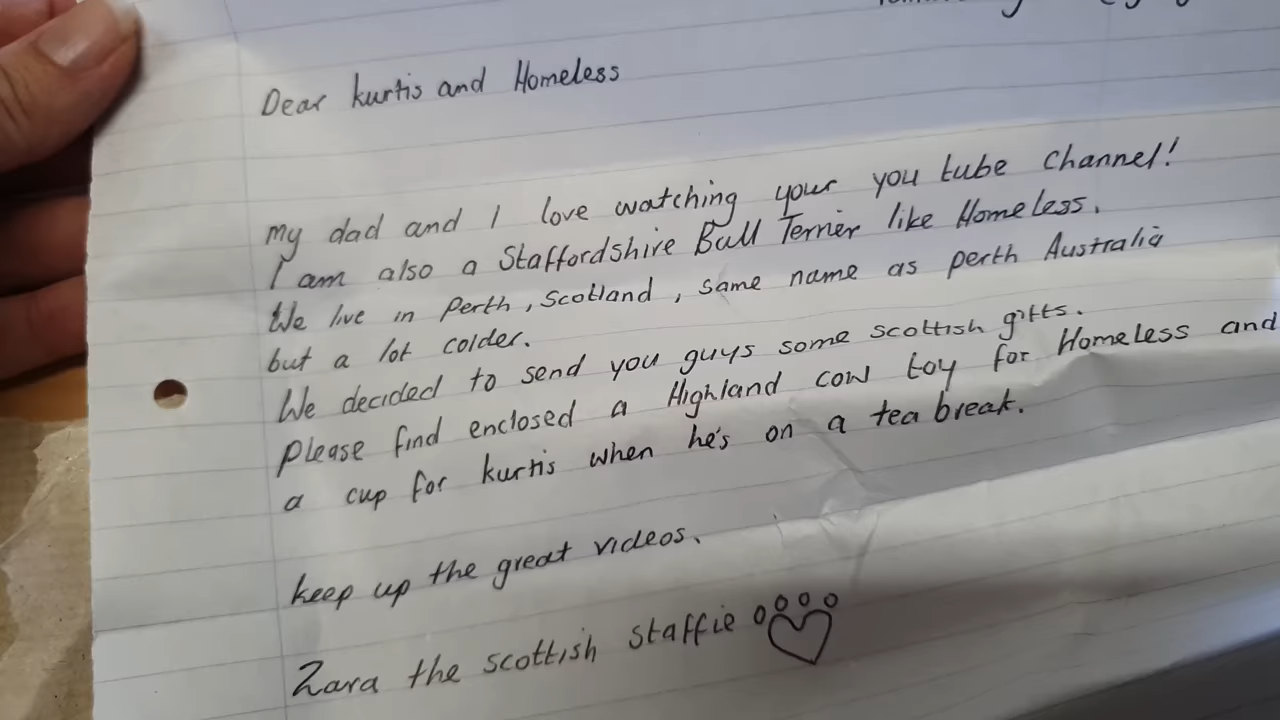 Dear kurtis and Homeless
My dad and I love watching your you tube channel!
I am also a Staffordshire Bull Terrier like Homeless.
We live in Perth, Scotland, same name as perth Australia
but a lot colder.
We decided to send you guys some scottish gifts.
Please find enclosed a Highland cow toy for Homeless and
a cup for kurtis when he's on a tea break.
keep up the great videos.
Zara the scottish staffie